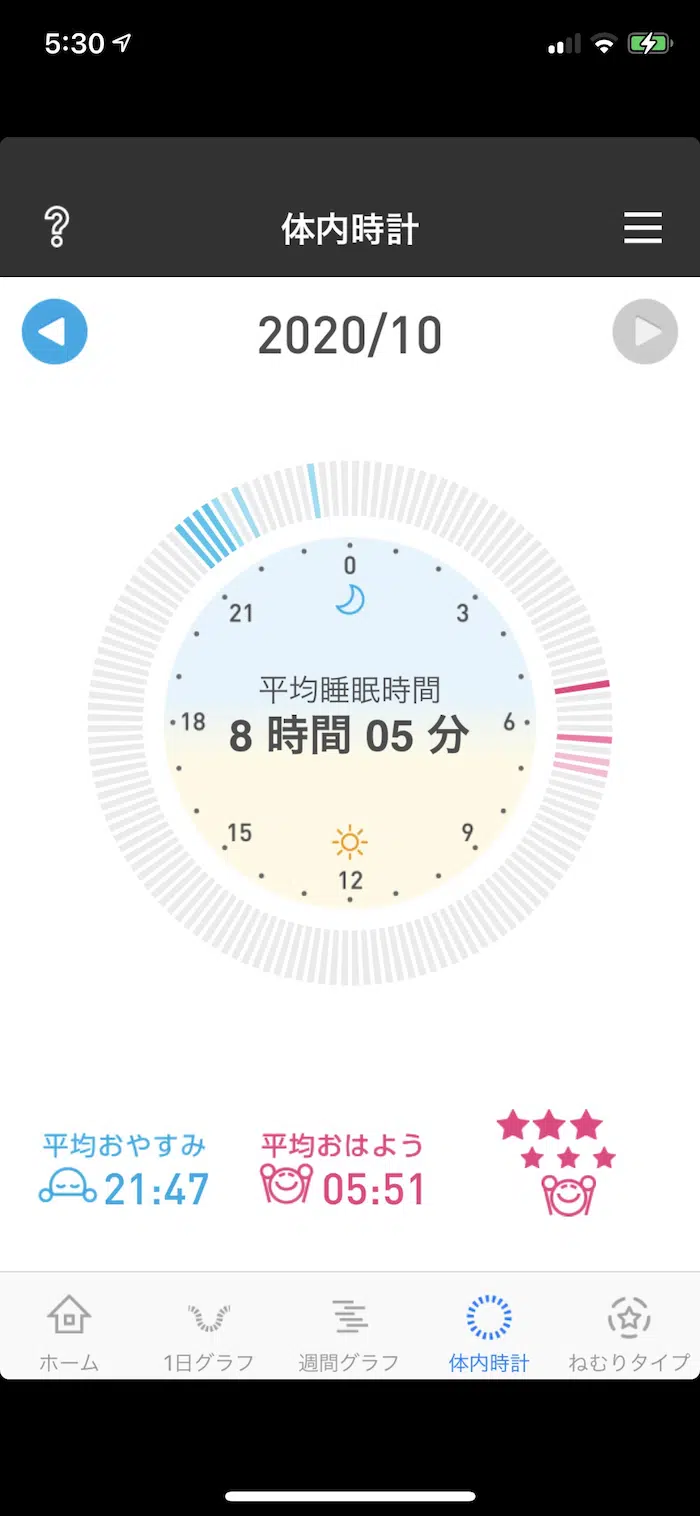 5:30
?
体内時計
2020/10
0
21
3
平均睡眠時間
18
8 時間 05 分
6
15
9
12
平均おやすみ
21:47
平均おはよう
05:51
ホーム
1日グラフ
週間グラフ
体内時計
ねむりタイプ